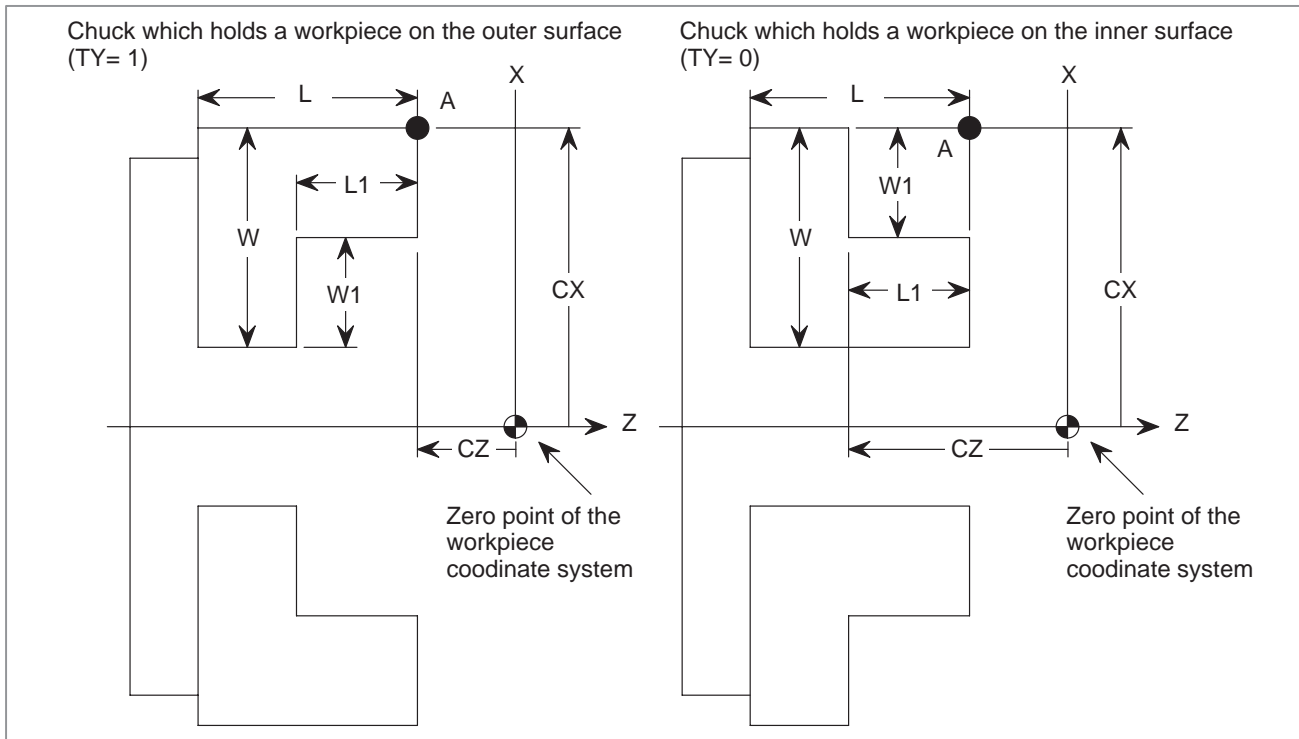 Chuck which holds a workpiece on the outer surface
(TY= 1)
X
L
A
L1
W
W1
CX
Z
CZ
Zero point of the
workpiece
coodinate system
Chuck which holds a workpiece on the inner surface
(TY= 0)
X
L
A
W1
W
L1
CX
Z
CZ
Zero point of the
workpiece
coodinate system